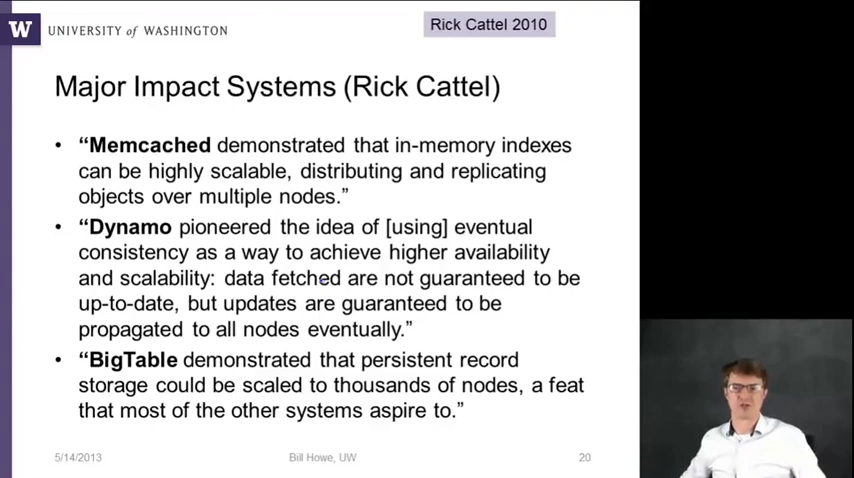 W UNIVERSITY of WASHINGTON
Rick Cattel 2010
Major Impact Systems (Rick Cattel)
• “Memcached demonstrated that in-memory indexes
can be highly scalable, distributing and replicating
objects over multiple nodes.”
• “Dynamo pioneered the idea of [using] eventual
consistency as a way to achieve higher availability
and scalability: data fetched are not guaranteed to be
up-to-date, but updates are guaranteed to be
propagated to all nodes eventually.”
• “BigTable demonstrated that persistent record
storage could be scaled to thousands of nodes, a feat
that most of the other systems aspire to.”
5/14/2013
Bill Howe, UW
20